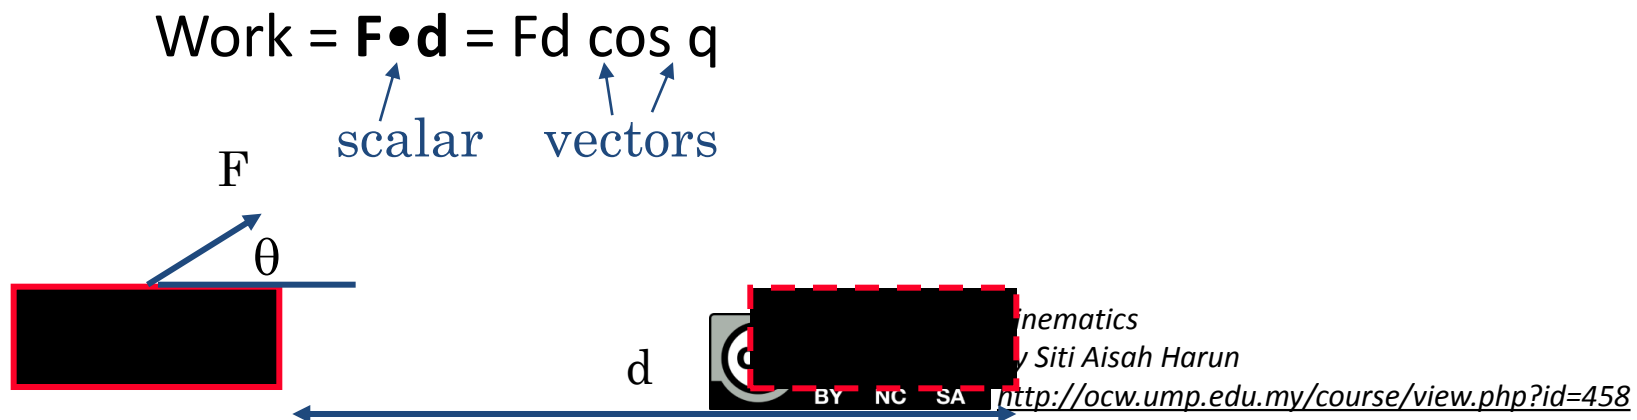 Work = F•d = Fd cos q
scalar vectors
F
θ
inematics
y Siti Aisah Harun
d
BY NC SA
http://ocw.ump.edu.my/course/view.php?id=458